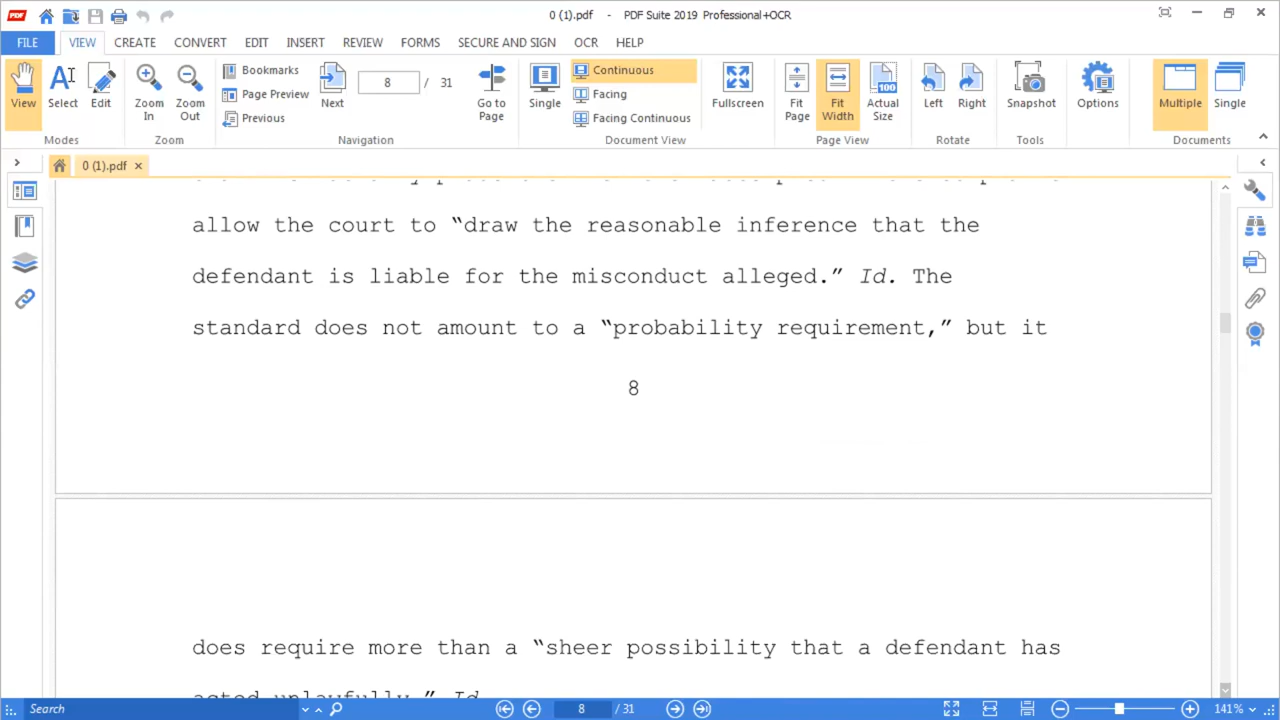 0 (1).pdf - PDF Suite 2019 Professional+OCR
FILE VIEW CREATE CONVERT EDIT INSERT REVIEW FORMS SECURE AND SIGN OCR HELP
View Select Edit
Modes
Zoom In Zoom Out
Zoom
Bookmarks
Page Preview
Previous
Next
8 / 31
Go to Page
Navigation
Single
Continuous
Facing
Facing Continuous
Document View
Fullscreen
Fit Page Fit Width Actual Size
100
Page View
Left Right
Rotate
Snapshot
Tools
Options
Multiple Single
Documents
0 (1).pdf
allow the court to “draw the reasonable inference that the
defendant is liable for the misconduct alleged.” Id. The
standard does not amount to a “probability requirement,” but it
8
does require more than a “sheer possibility that a defendant has
acted unlawfully.” Id.
Search 8 / 31 141%